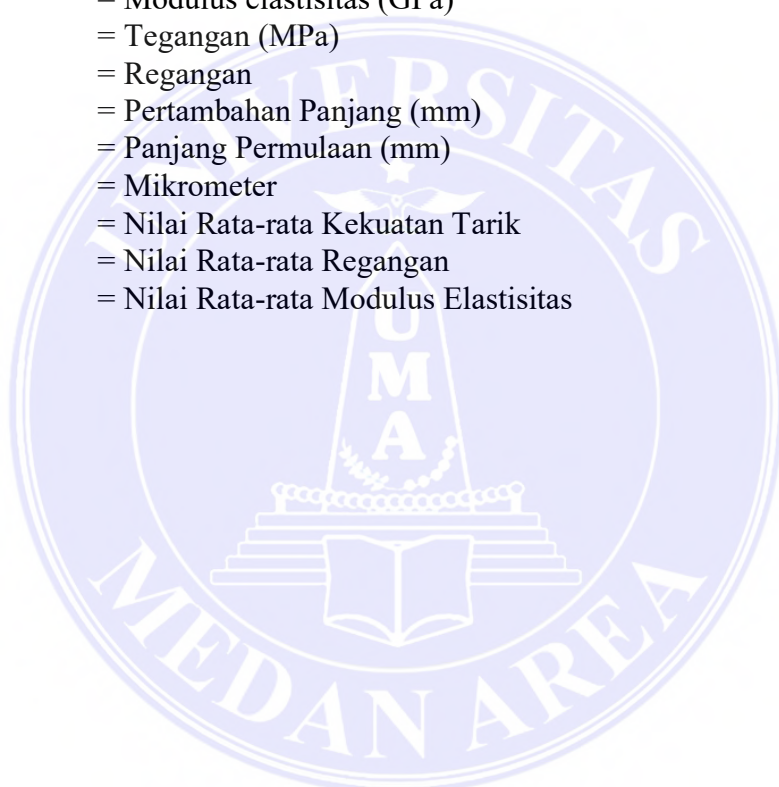 = Modulus elastisitas (GPa)
= Tegangan (MPa)
= Regangan
= Pertambahan Panjang (mm)
= Panjang Permulaan (mm)
= Mikrometer
= Nilai Rata-rata Kekuatan Tarik
= Nilai Rata-rata Regangan
= Nilai Rata-rata Modulus Elastisitas
UNIVERSITAS
U
M
A
MEDAN AREA